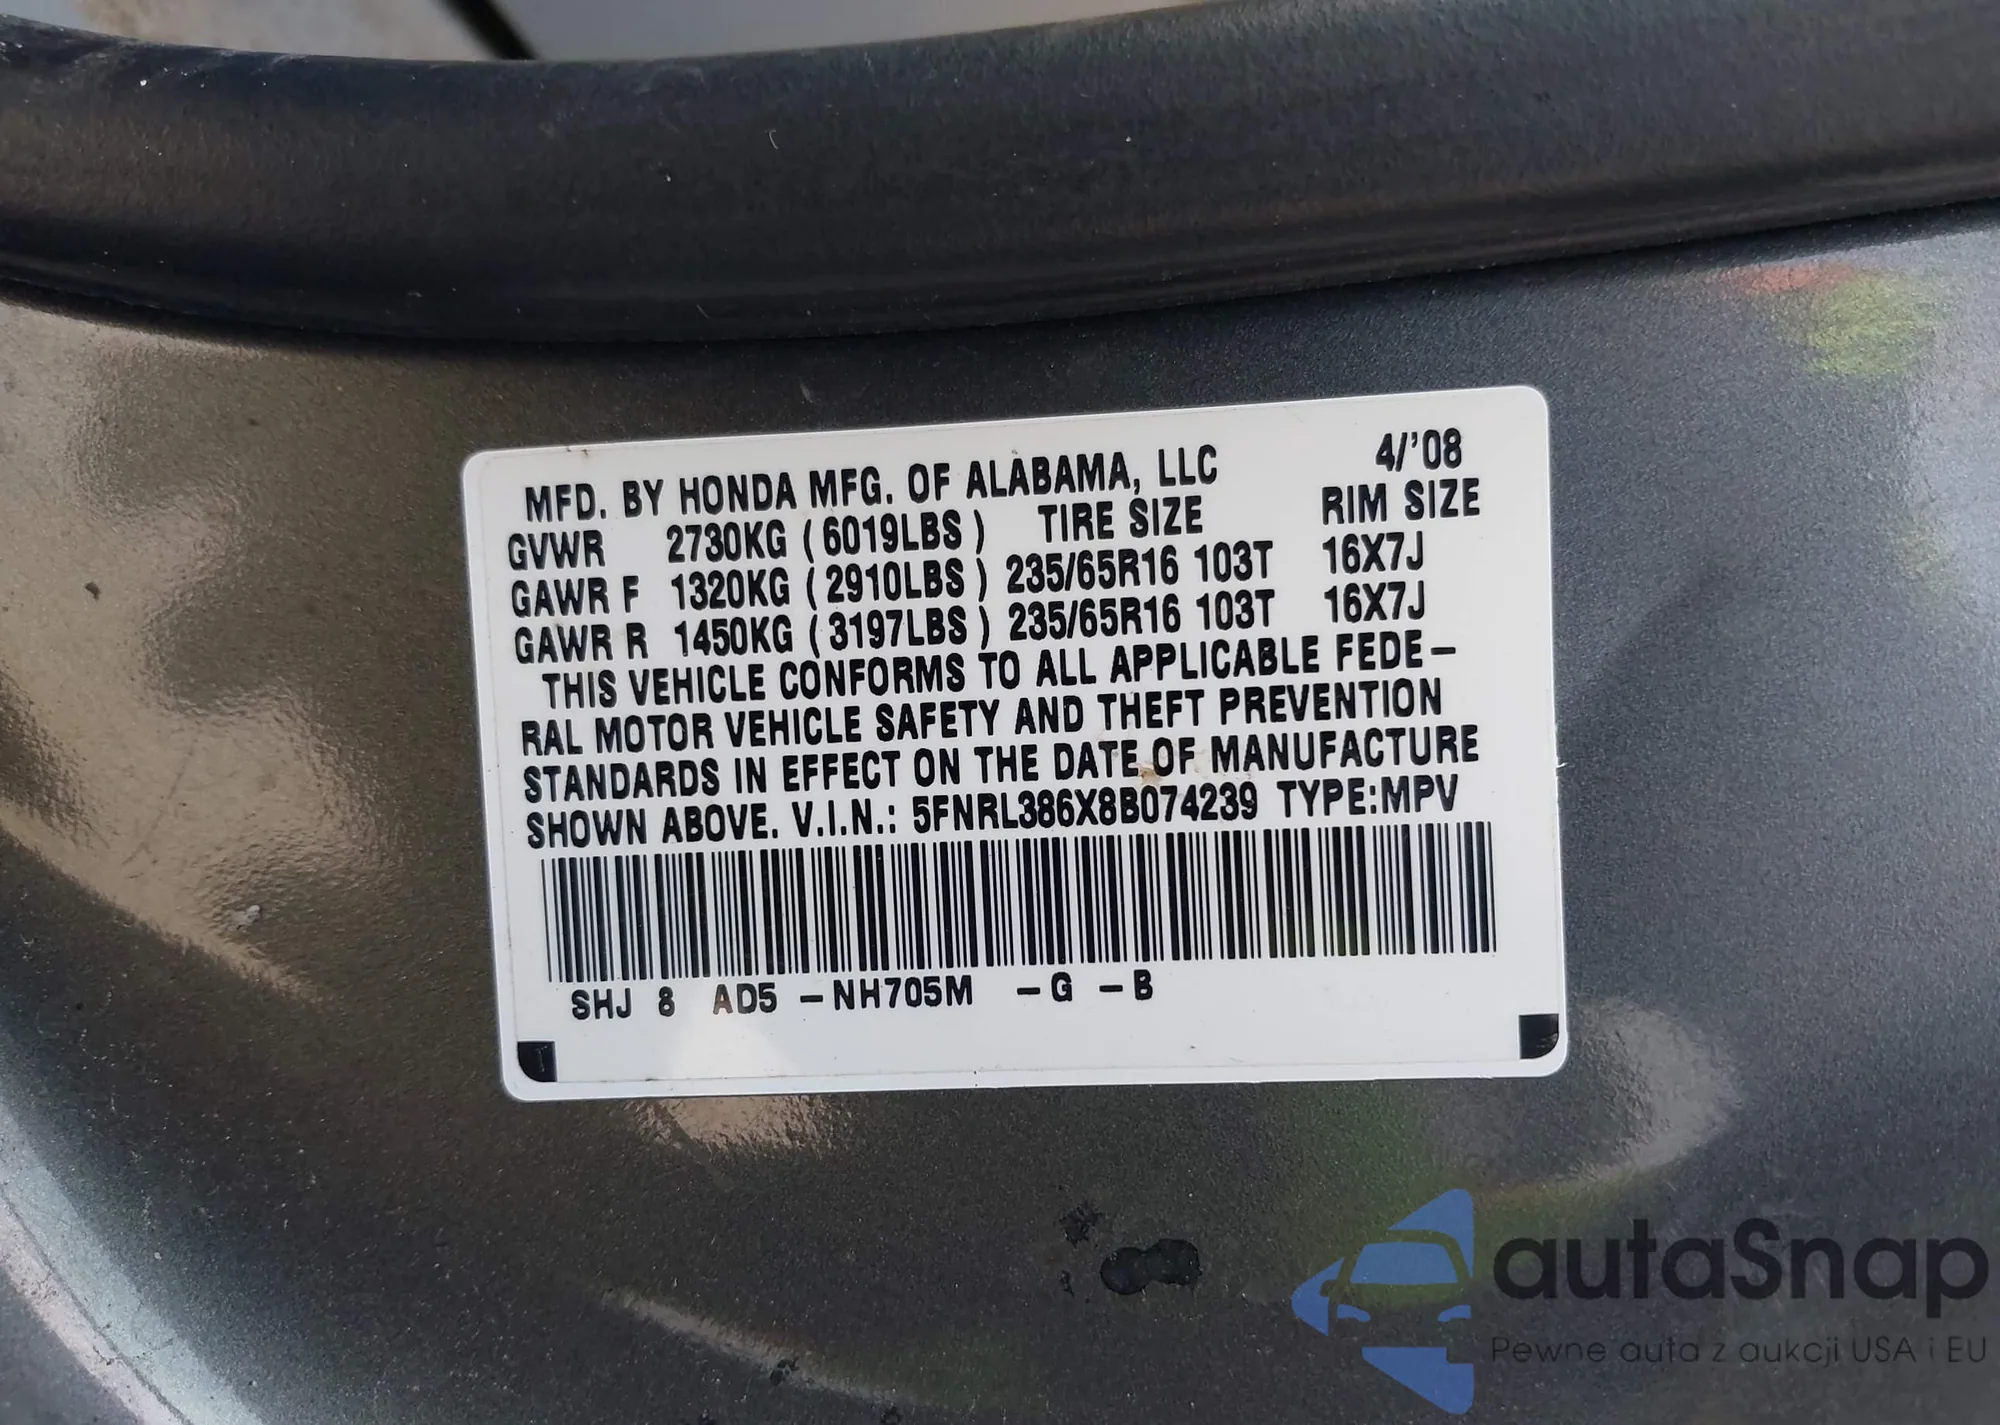 MFD. BY HONDA MFG. OF ALABAMA, LLC 4/'08
GVWR 2730KG ( 6019LBS ) TIRE SIZE RIM SIZE
GAWR F 1320KG ( 2910LBS ) 235/65R16 103T 16X7J
GAWR R 1450KG ( 3197LBS ) 235/65R16 103T 16X7J
THIS VEHICLE CONFORMS TO ALL APPLICABLE FEDE-
RAL MOTOR VEHICLE SAFETY AND THEFT PREVENTION
STANDARDS IN EFFECT ON THE DATE OF MANUFACTURE
SHOWN ABOVE. V.I.N.: 5FNRL386X8B074239 TYPE:MPV
SHJ 8 AD5 -NH705M -G -B
autaSnap
Pewne auta z aukcji USA i EU